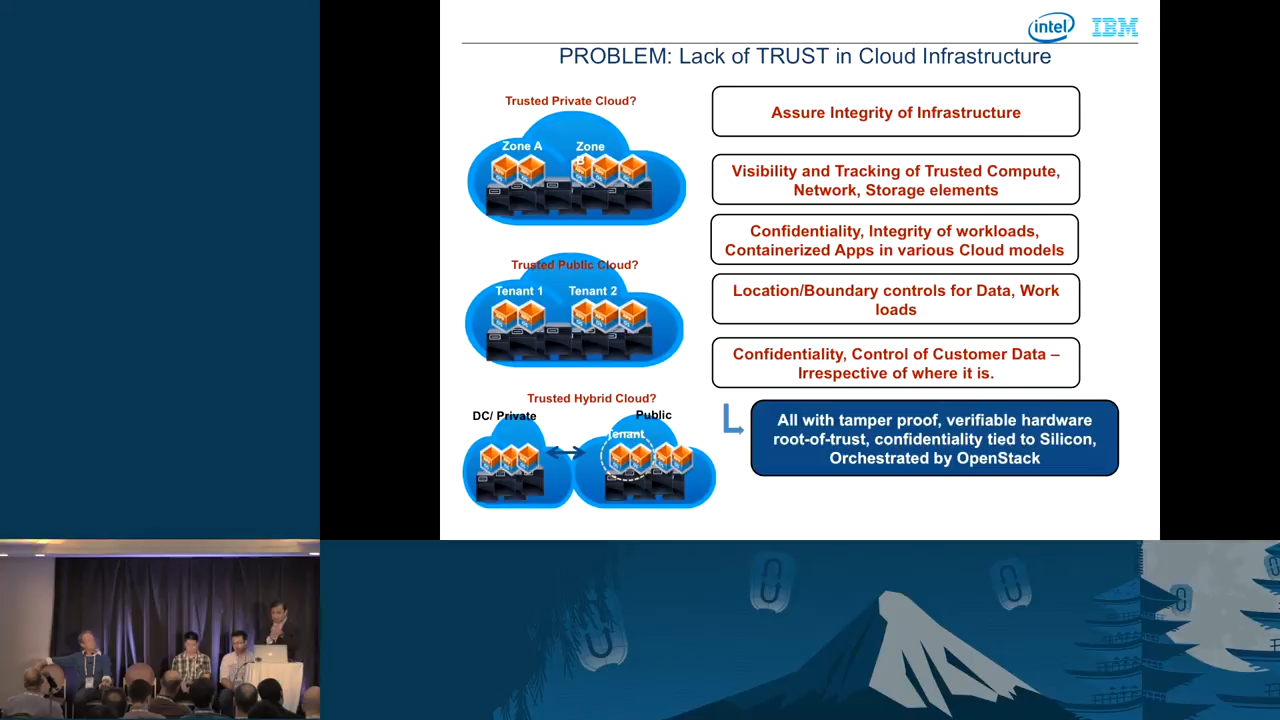 intel
IBM
PROBLEM: Lack of TRUST in Cloud Infrastructure
Trusted Private Cloud?
Zone A
Zone
B
Trusted Public Cloud?
Tenant 1
Tenant 2
Trusted Hybrid Cloud?
DC/ Private
Public
Tenant
Assure Integrity of Infrastructure
Visibility and Tracking of Trusted Compute,
Network, Storage elements
Confidentiality, Integrity of workloads,
Containerized Apps in various Cloud models
Location/Boundary controls for Data, Work
loads
Confidentiality, Control of Customer Data –
Irrespective of where it is.
All with tamper proof, verifiable hardware
root-of-trust, confidentiality tied to Silicon,
Orchestrated by OpenStack